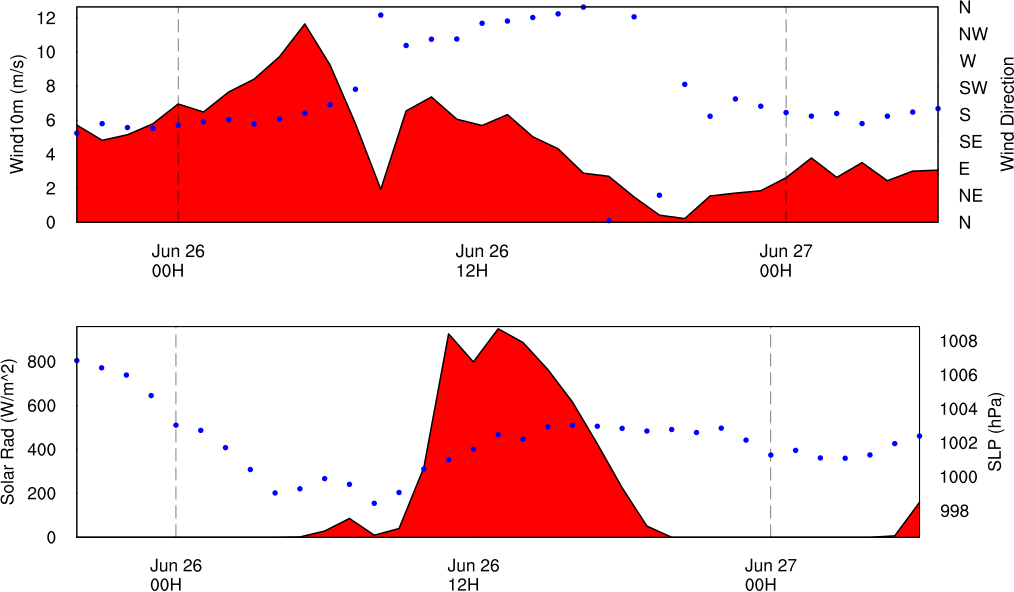 12
10
8
6
4
2
0
Wind10m (m/s)
N
NW
W
SW
S
SE
E
NE
N
Wind Direction
Jun 26
00H
Jun 26
12H
Jun 27
00H
800
600
400
200
0
Solar Rad (W/m^2)
1008
1006
1004
1002
1000
998
SLP (hPa)
Jun 26
00H
Jun 26
12H
Jun 27
00H